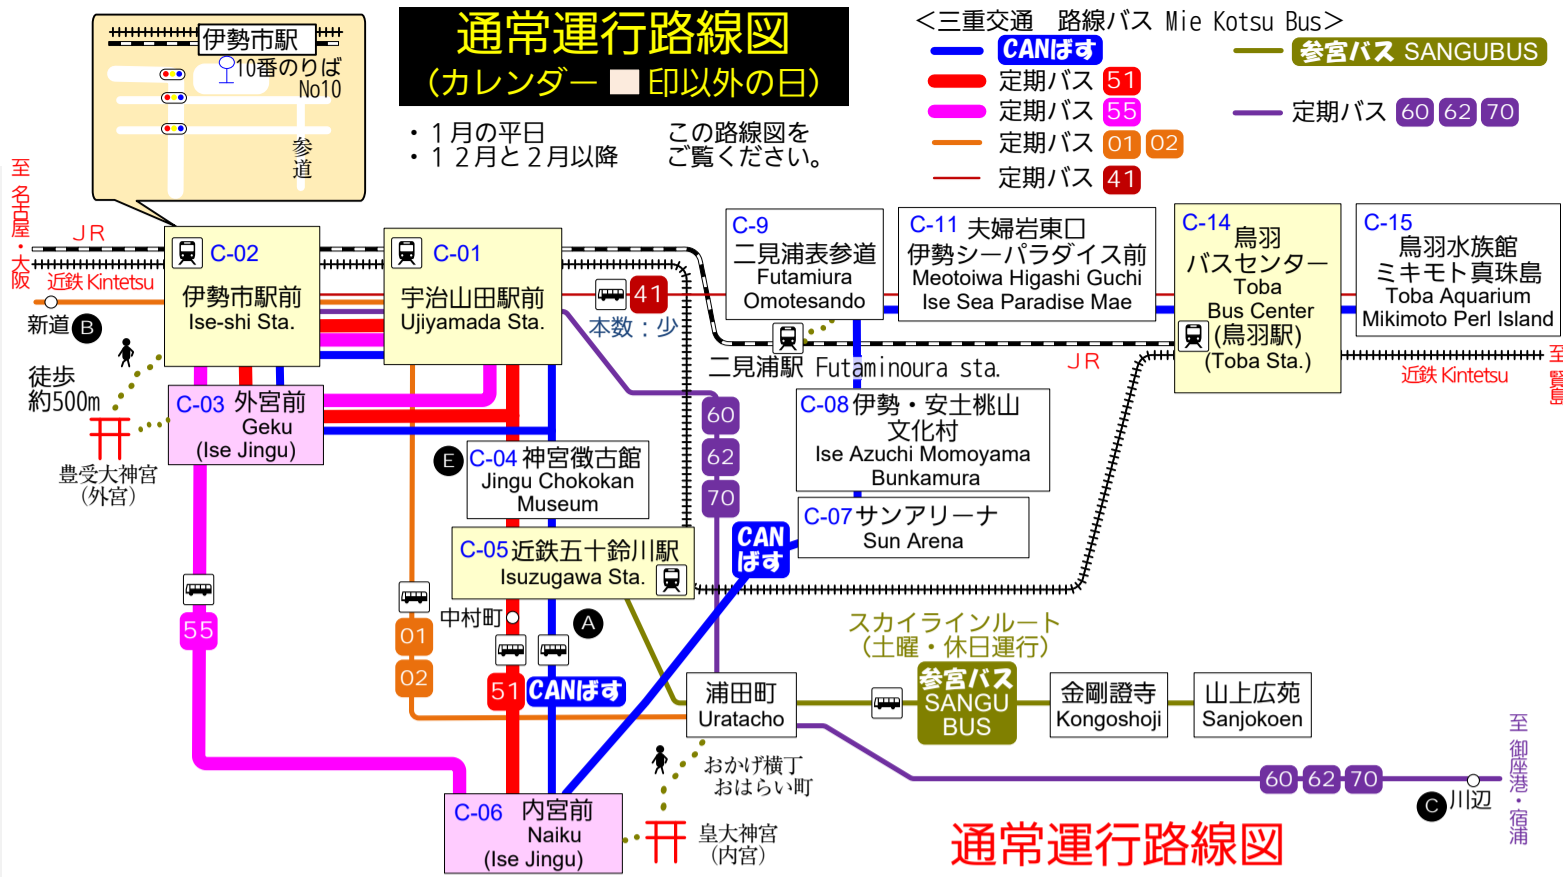 伊勢市駅
10番のりば
No10
参道
通常運行路線図
(カレンダー 印以外の日)
・１月の平日
・１２月と２月以降
この路線図を
ご覧ください。
＜三重交通　路線バス Mie Kotsu Bus＞
CANばす
定期バス 51
定期バス 55
定期バス 01 02
定期バス 41
参宮バス SANGUBUS
定期バス 60 62 70
至 名古屋・大阪
JR
近鉄 Kintetsu
新道 B
徒歩
約500m
豊受大神宮
(外宮)
C-02
伊勢市駅前
Ise-shi Sta.
C-01
宇治山田駅前
Ujiyamada Sta.
C-03 外宮前
Geku
(Ise Jingu)
41
本数：少
C-9
二見浦表参道
Futamiura
Omotesando
二見浦駅 Futaminoura sta.
C-11 夫婦岩東口
伊勢シーパラダイス前
Meotoiwa Higashi Guchi
Ise Sea Paradise Mae
C-14 鳥羽
バスセンター
Toba
Bus Center
(鳥羽駅)
(Toba Sta.)
C-15
鳥羽水族館
ミキモト真珠島
Toba Aquarium
Mikimoto Perl Island
JR
近鉄 Kintetsu
至 賢島
60
62
70
C-08 伊勢・安土桃山
文化村
Ise Azuchi Momoyama
Bunkamura
C-07 サンアリーナ
Sun Arena
E
C-04 神宮徴古館
Jingu Chokokan
Museum
C-05 近鉄五十鈴川駅
Isuzugawa Sta.
CAN
ばす
中村町
A
55
01
02
51
CANばす
スカイラインルート
(土曜・休日運行)
参宮バス
SANGU
BUS
浦田町
Uratacho
金剛證寺
Kongoshoji
山上広苑
Sanjokoen
おかげ横丁
おはらい町
C-06 内宮前
Naiku
(Ise Jingu)
皇大神宮
(内宮)
60 62 70
C 川辺
至 御座港・宿浦
通常運行路線図